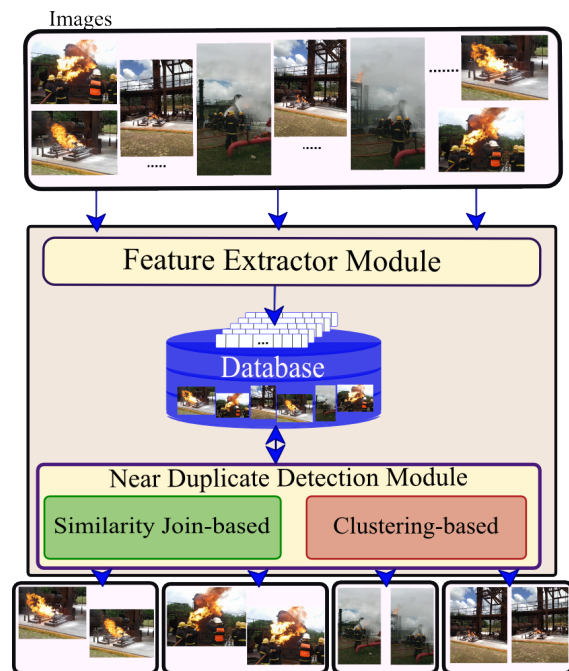 Images
.......
.....
.....
Feature Extractor Module
...
Database
Near Duplicate Detection Module
Similarity Join-based
Clustering-based